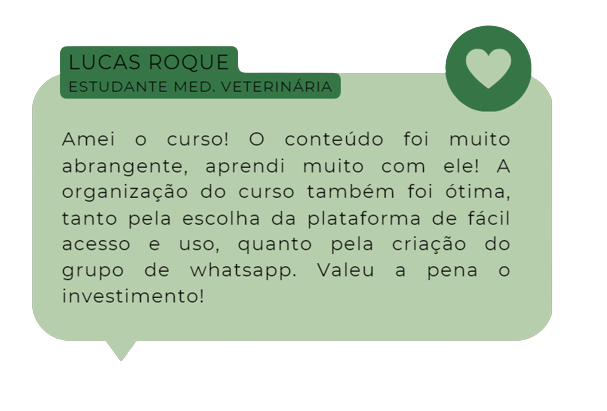 LUCAS ROQUE
ESTUDANTE MED. VETERINÁRIA
Amei o curso! O conteúdo foi muito
abrangente, aprendi muito com ele! A
organização do curso também foi ótima,
tanto pela escolha da plataforma de fácil
acesso e uso, quanto pela criação do
grupo de whatsapp. Valeu a pena o
investimento!